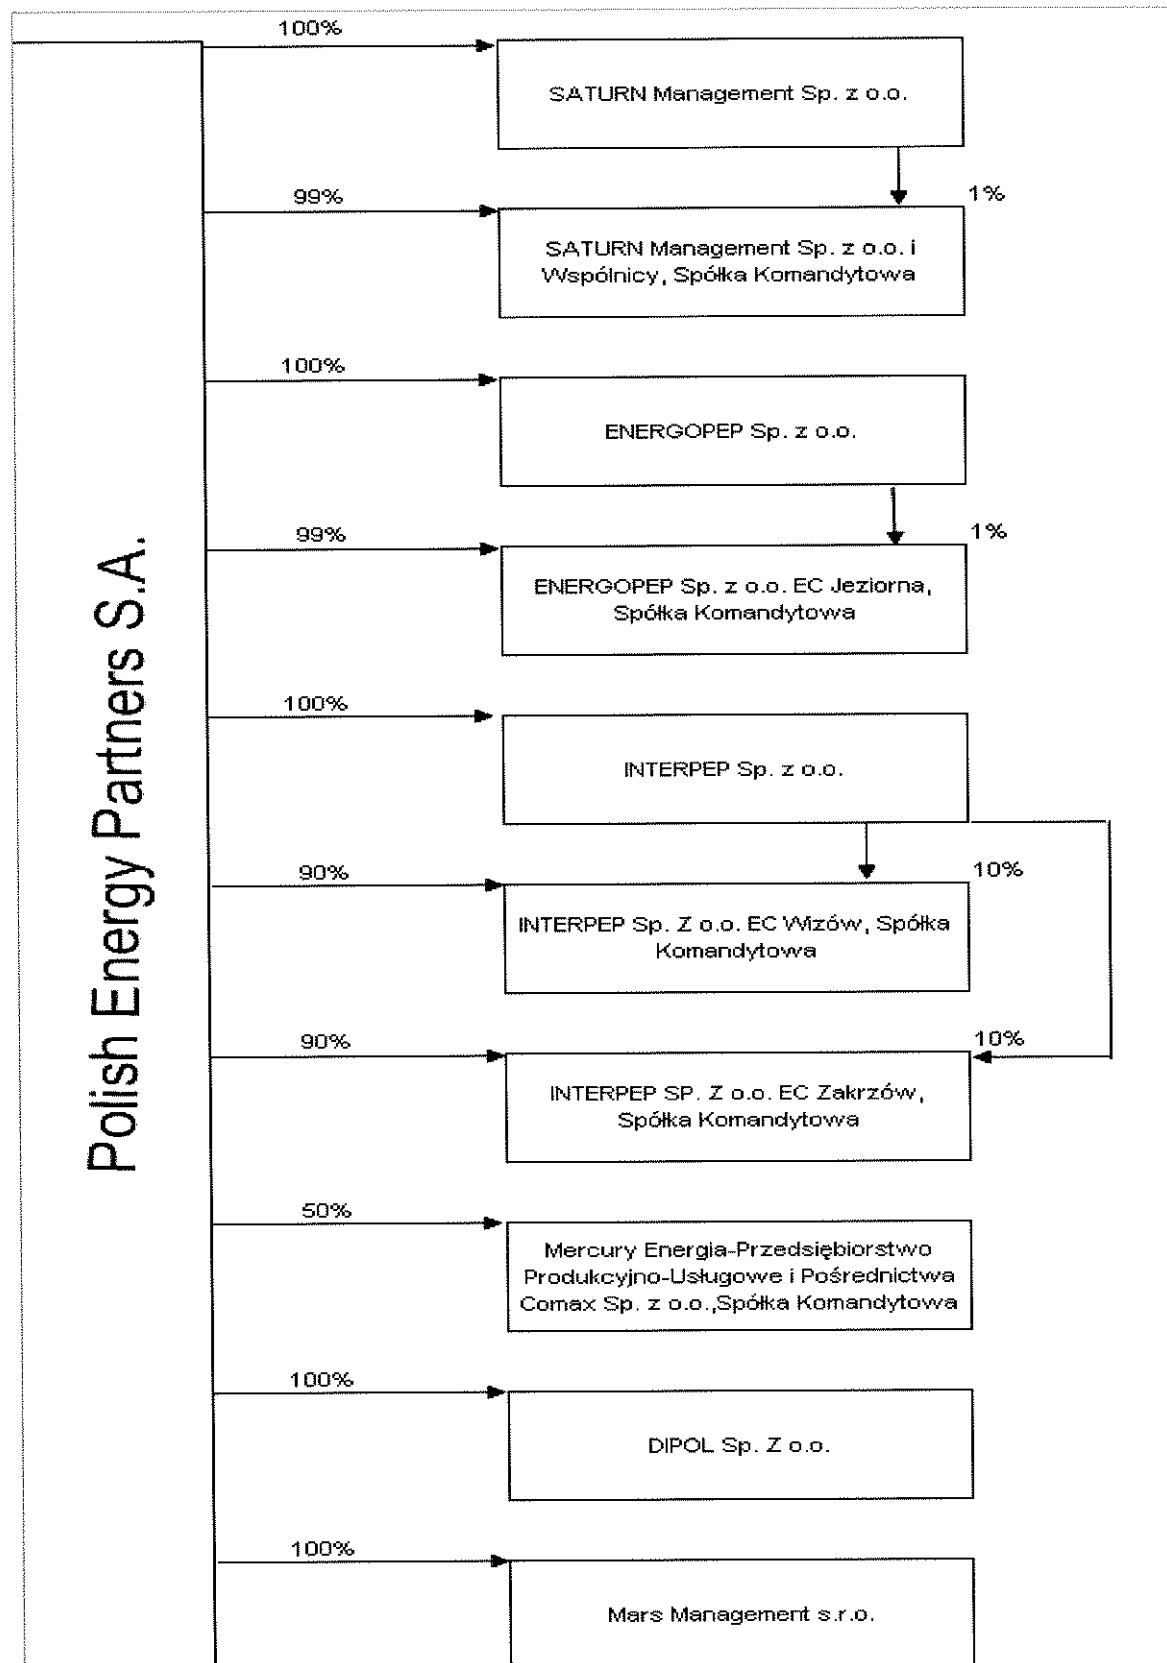 Polish Energy Partners S.A.
100%
SATURN Management Sp. z o.o.
99%
1%
SATURN Management Sp. z o.o. i
Wspólnicy, Spółka Komandytowa
100%
ENERGOPEP Sp. z o.o.
99%
1%
ENERGOPEP Sp. z o.o. EC Jeziorna,
Spółka Komandytowa
100%
INTERPEP Sp. z o.o.
90%
10%
INTERPEP Sp. Z o.o. EC Wizów, Spółka
Komandytowa
90%
10%
INTERPEP SP. Z o.o. EC Zakrzów,
Spółka Komandytowa
50%
Mercury Energia-Przedsiębiorstwo
Produkcyjno-Usługowe i Pośrednictwa
Comax Sp. z o.o.,Spółka Komandytowa
100%
DIPOL Sp. Z o.o.
100%
Mars Management s.r.o.